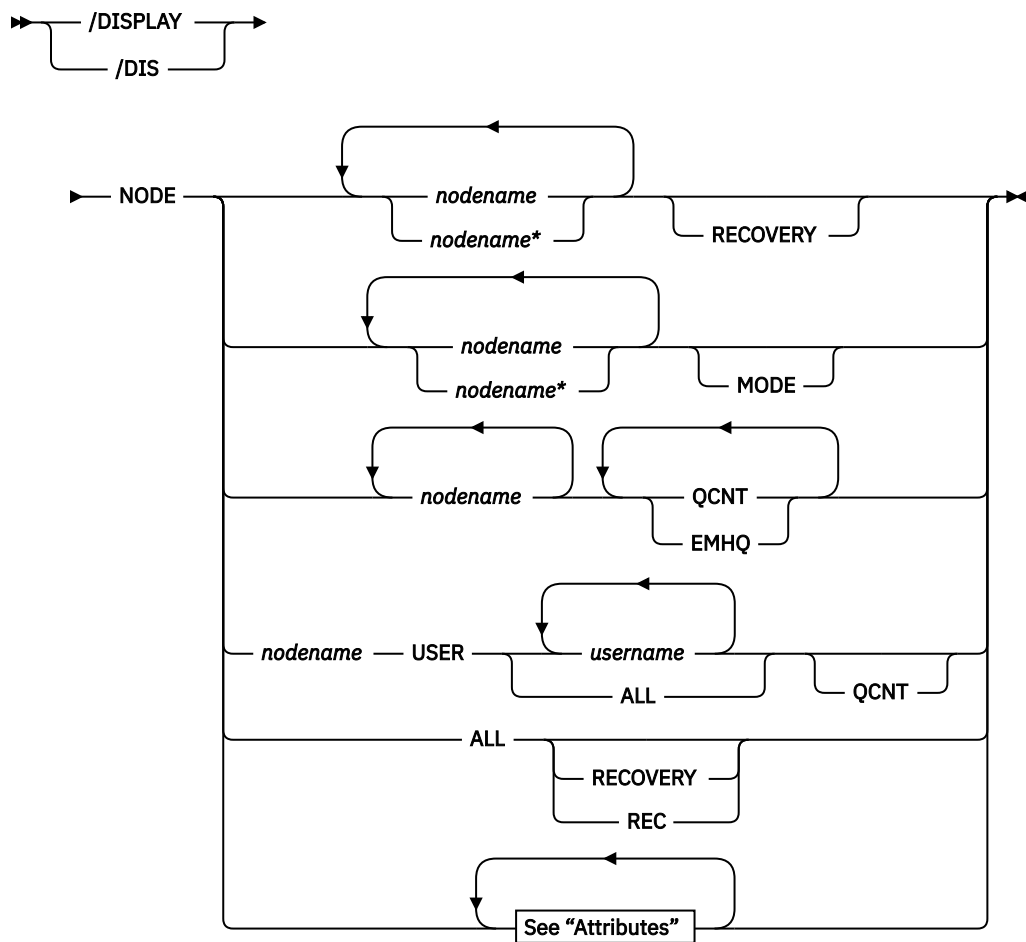 /DISPLAY
/DIS
NODE
nodename
nodename*
RECOVERY
nodename
nodename*
MODE
nodename
QCNT
EMHQ
nodename USER username
ALL
QCNT
ALL
RECOVERY
REC
See “Attributes”